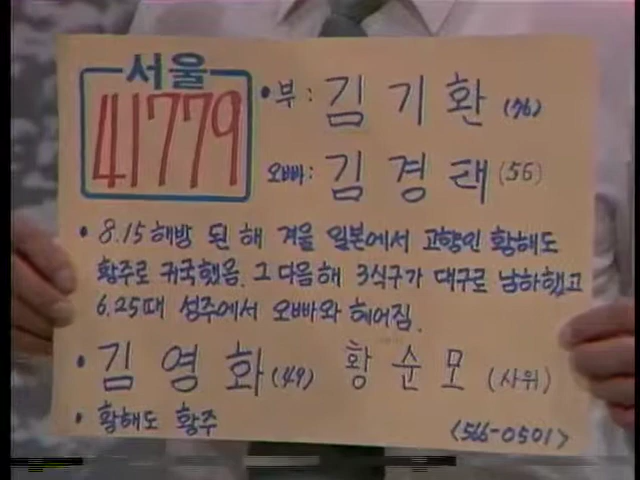 서울
41779
•부: 김기환 (76)
오빠: 김경태 (56)
• 8.15해방 된 해 겨울 일본에서 고향인 황해도
황주로 귀국했음. 그 다음해 3식구가 대구로 남하했고
6.25때 성주에서 오빠와 헤어짐.
• 김영화 (49) 황순모 (사위)
• 황해도 황주
<566-0501>